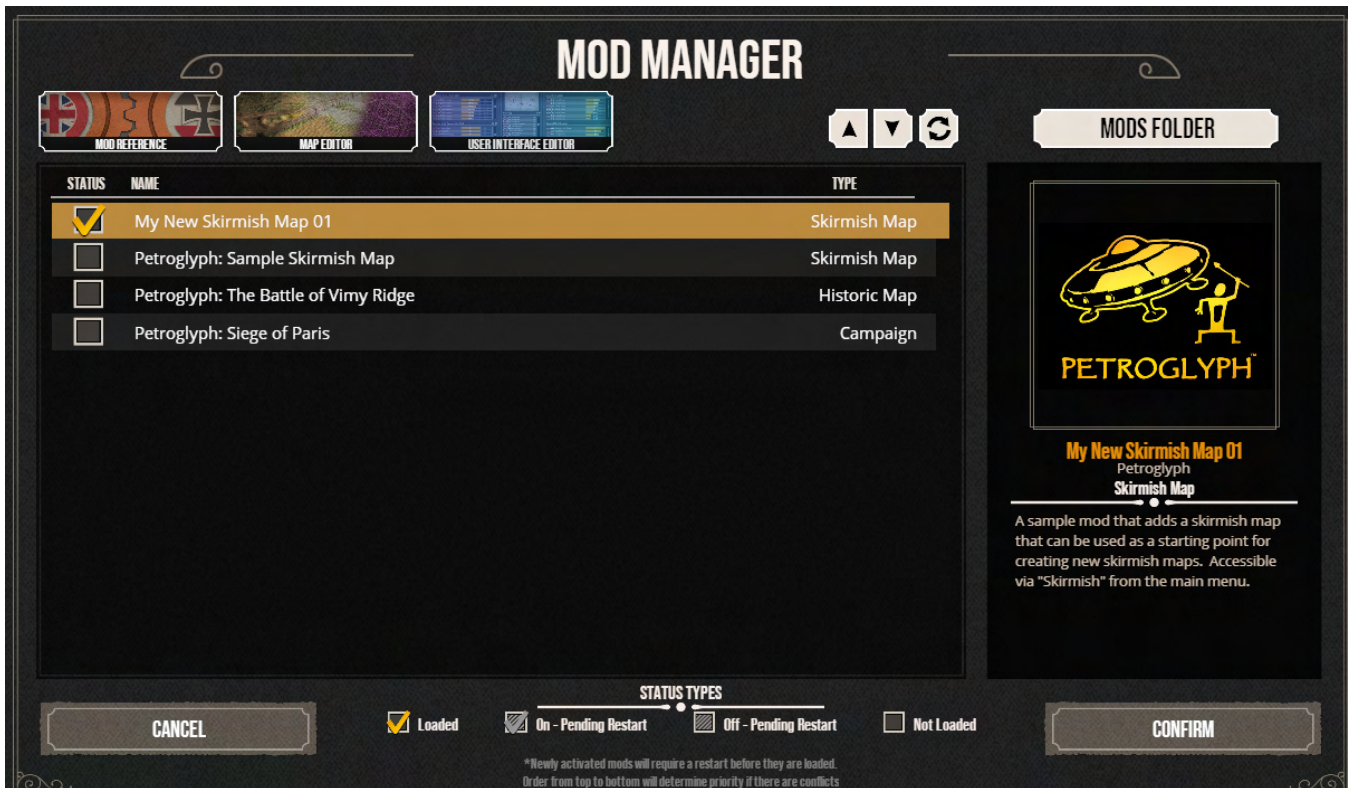 MOD MANAGER
MOD REFERENCE
MAP EDITOR
USER INTERFACE EDITOR
MODS FOLDER
STATUS NAME TYPE
My New Skirmish Map 01 Skirmish Map
Petroglyph: Sample Skirmish Map Skirmish Map
Petroglyph: The Battle of Vimy Ridge Historic Map
Petroglyph: Siege of Paris Campaign
PETROGLYPH™
My New Skirmish Map 01
Petroglyph
Skirmish Map
A sample mod that adds a skirmish map
that can be used as a starting point for
creating new skirmish maps. Accessible
via "Skirmish" from the main menu.
STATUS TYPES
CANCEL
Loaded
On - Pending Restart
Off - Pending Restart
Not Loaded
CONFIRM
*Newly activated mods will require a restart before they are loaded.
Order from top to bottom will determine priority if there are conflicts